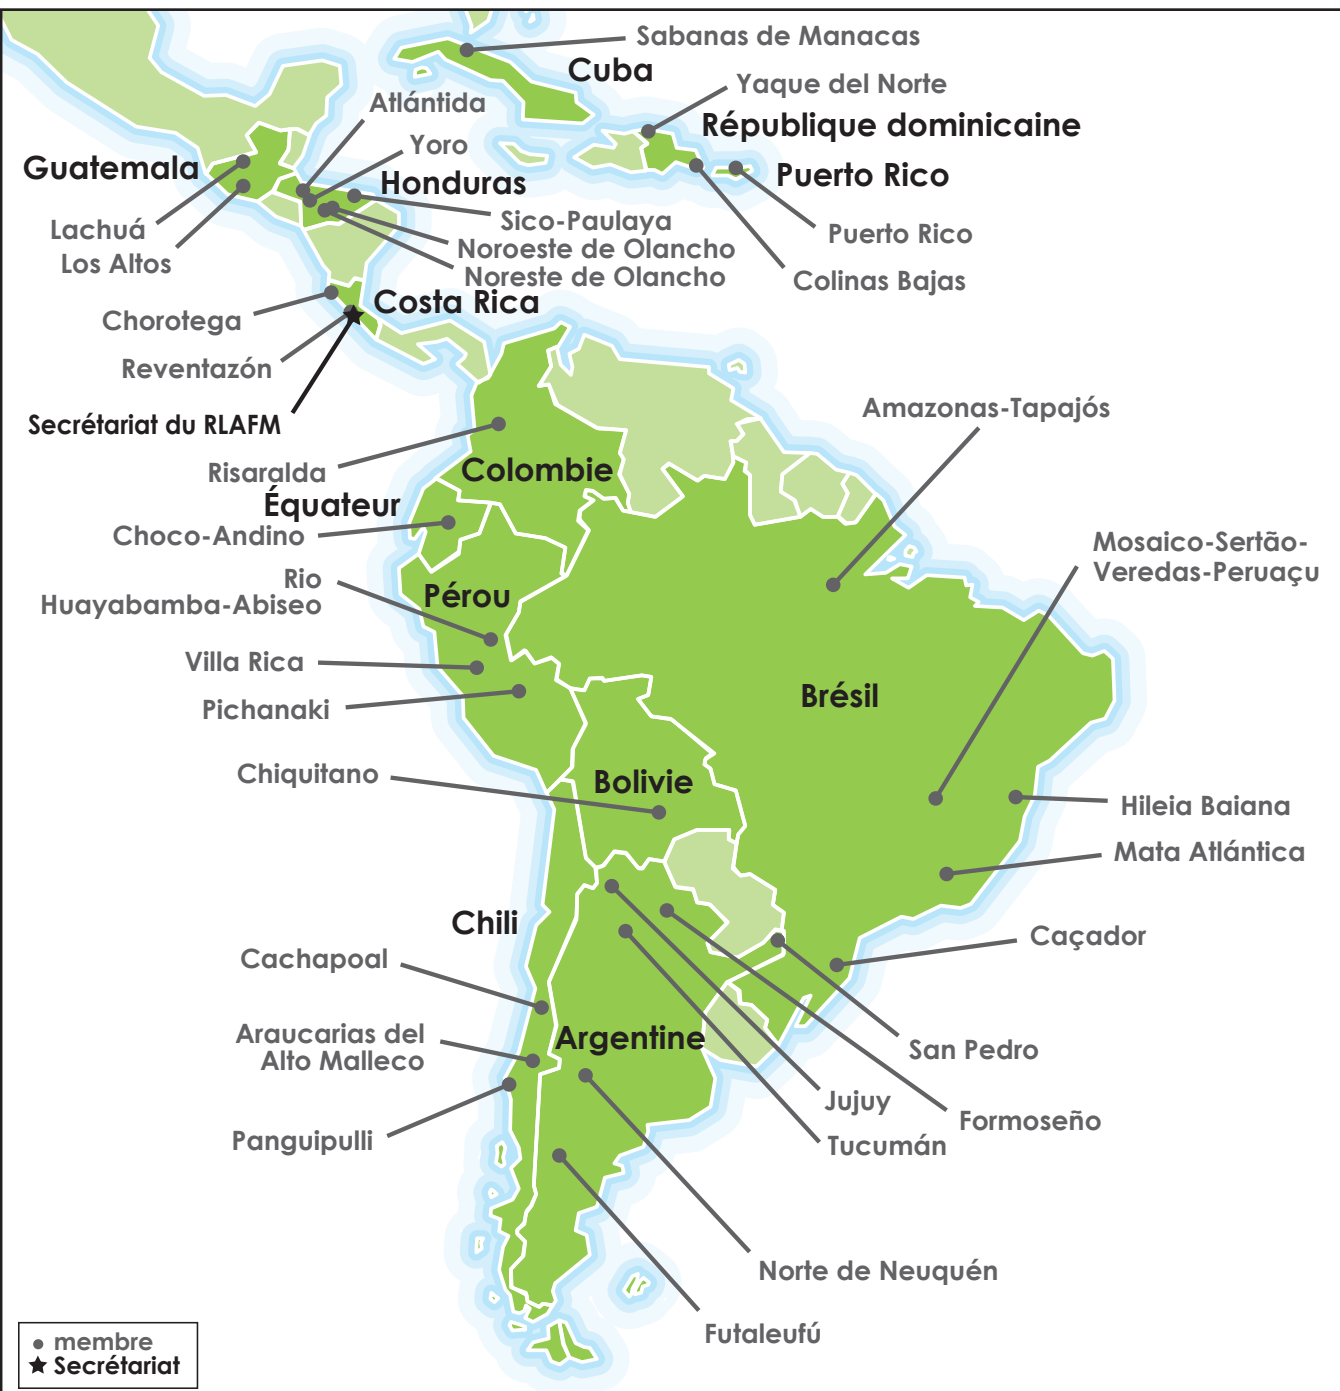 Sabanas de Manacas
Cuba
Yaque del Norte
Atlántida
République dominicaine
Yoro
Guatemala
Honduras
Puerto Rico
Sico-Paulaya
Lachuá
Noroeste de Olancho
Puerto Rico
Los Altos
Noreste de Olancho
Colinas Bajas
Costa Rica
Chorotega
Reventazón
Secrétariat du RLAFM
Amazonas-Tapajós
Risaralda
Colombie
Équateur
Choco-Andino
Mosaico-Sertão-
Veredas-Peruaçu
Rio
Huayabamba-Abiseo
Pérou
Villa Rica
Brésil
Pichanaki
Chiquitano
Bolivie
Hileia Baiana
Mata Atlántica
Chili
Caçador
Cachapoal
Araucarias del
Alto Malleco
Argentine
San Pedro
Jujuy
Formoseño
Panguipulli
Tucumán
Norte de Neuquén
Futaleufú
membre
Secrétariat